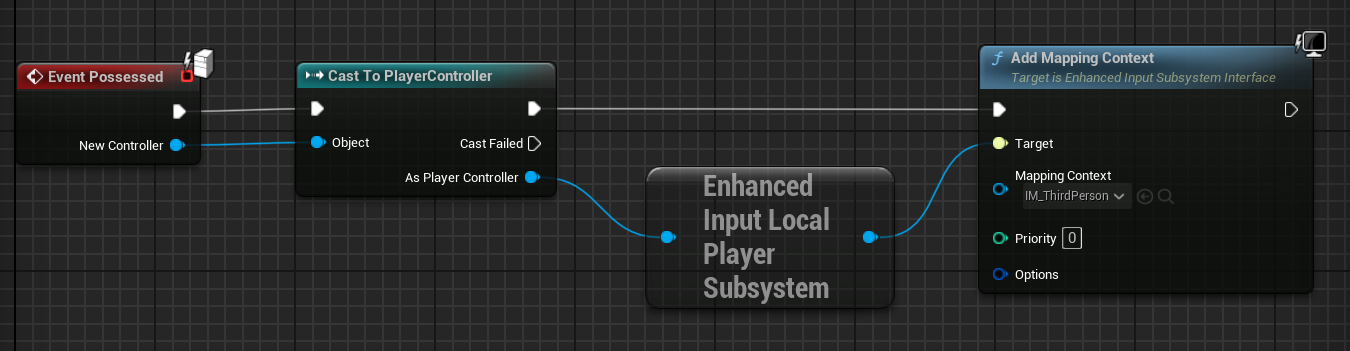 Event Possessed
New Controller
Cast To PlayerController
Object
Cast Failed
As Player Controller
Enhanced
Input Local
Player
Subsystem
Add Mapping Context
Target is Enhanced Input Subsystem Interface
Target
Mapping Context
IM_ThirdPerson
Priority 0
Options